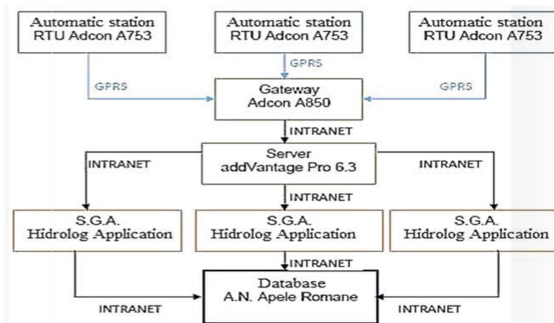 Automatic station
RTU Adcon A753
Automatic station
RTU Adcon A753
Automatic station
RTU Adcon A753
GPRS
GPRS
GPRS
Gateway
Adcon A850
INTRANET
Server
addVantage Pro 6.3
INTRANET
INTRANET
INTRANET
S.G.A.
Hidrolog Application
S.G.A.
Hidrolog Application
S.G.A.
Hidrolog Application
INTRANET
Database
A.N. Apele Romane
INTRANET
INTRANET